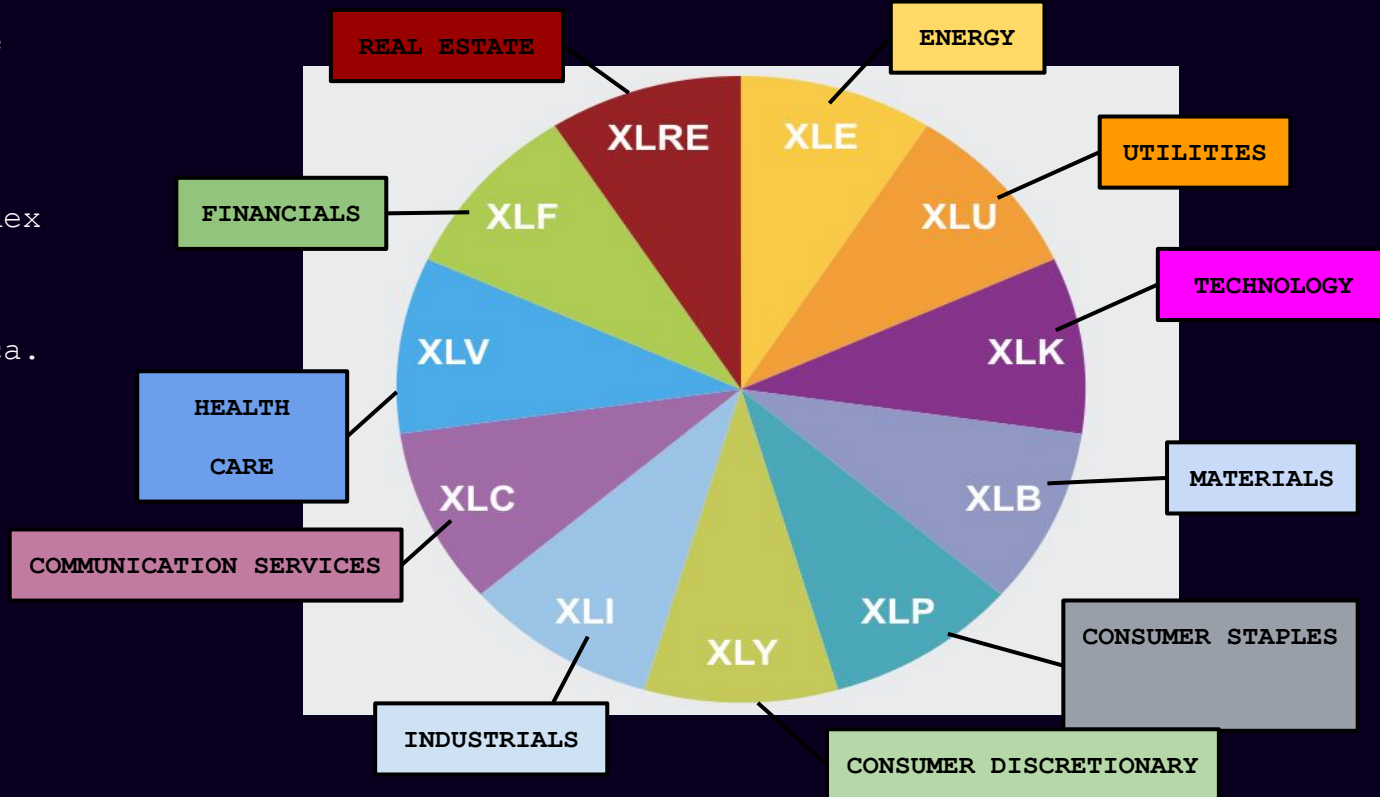 REAL ESTATE
ENERGY
XLRE
XLE
UTILITIES
FINANCIALS
XLF
XLU
TECHNOLOGY
XLV
XLK
HEALTH
CARE
MATERIALS
XLC
XLB
COMMUNICATION SERVICES
XLI
XLP
CONSUMER STAPLES
XLY
INDUSTRIALS
CONSUMER DISCRETIONARY